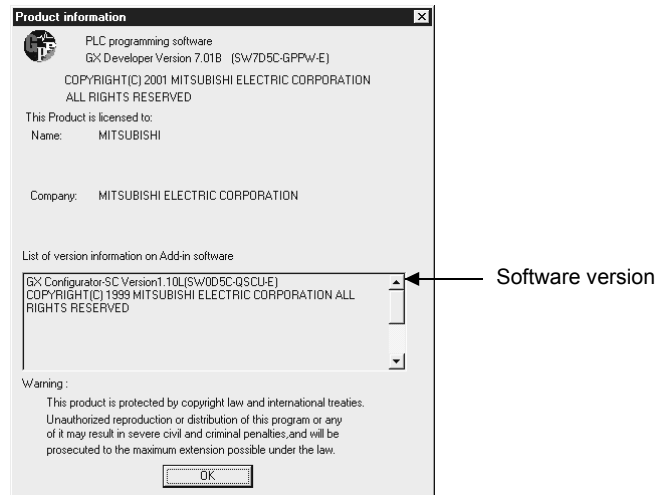 Product information
PLC programming software
GX Developer Version 7.01B (SW7D5C-GPPW-E)
COPYRIGHT(C) 2001 MITSUBISHI ELECTRIC CORPORATION
ALL RIGHTS RESERVED
This Product is licensed to:
Name: MITSUBISHI
Company: MITSUBISHI ELECTRIC CORPORATION
List of version information on Add-in software
GX Configurator-SC Version1.10L(SW0D5C-QSCU-E)
COPYRIGHT(C) 1999 MITSUBISHI ELECTRIC CORPORATION ALL
RIGHTS RESERVED
Software version
Warning :
This product is protected by copyright law and international treaties.
Unauthorized reproduction or distribution of this program or any
of it may result in severe civil and criminal penalties,and will be
prosecuted to the maximum extension possible under the law.
OK